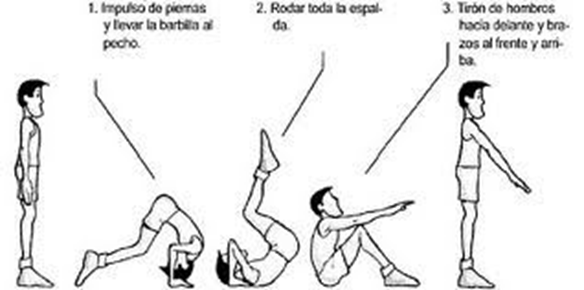 1. Impulso de piernas
y llevar la barbilla al
pecho.
2. Rodar toda la espal-
da.
3. Tirón de hombros
hacia delante y bra-
zos al frente y arri-
ba.